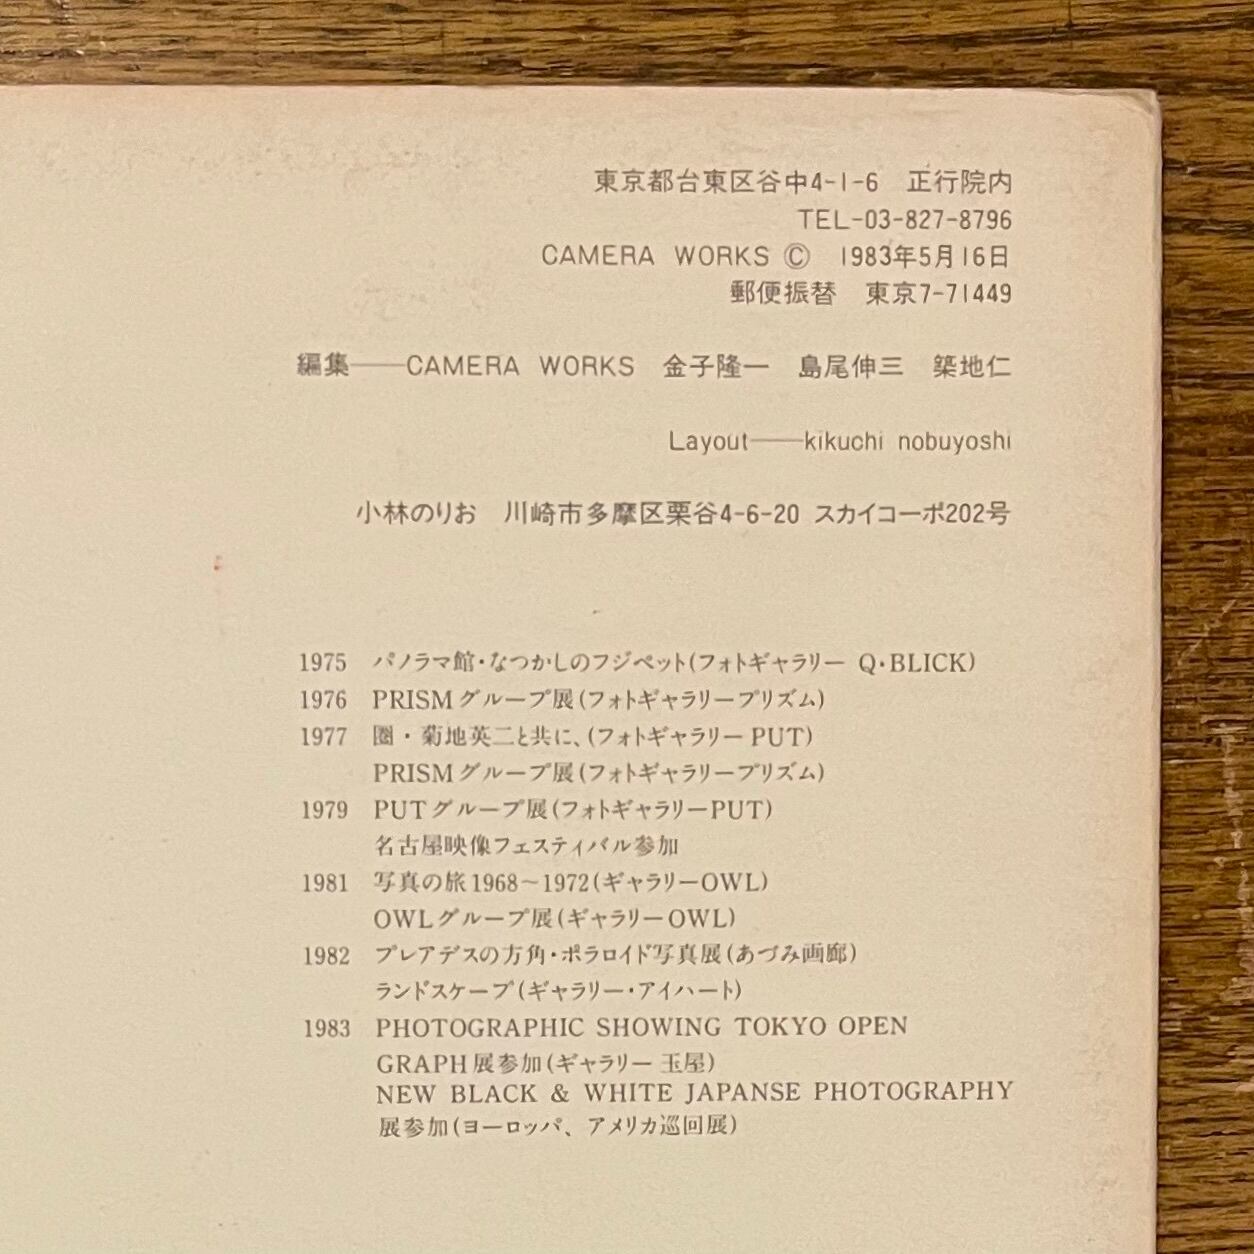 東京都台東区谷中4-1-6　正行院内
TEL-03-827-8796
CAMERA WORKS Ⓒ　1983年5月16日
郵便振替　東京7-71449
編集——CAMERA WORKS　金子隆一　島尾伸三　築地仁
Layout——kikuchi nobuyoshi
小林のりお　川崎市多摩区栗谷4-6-20 スカイコーポ202号
1975　パノラマ館・なつかしのフジペット(フォトギャラリー Q・BLICK)
1976　PRISMグループ展(フォトギャラリープリズム)
1977　圏・菊地英二と共に、(フォトギャラリー PUT)
PRISMグループ展(フォトギャラリープリズム)
1979　PUTグループ展(フォトギャラリーPUT)
名古屋映像フェスティバル参加
1981　写真の旅1968～1972(ギャラリーOWL)
OWLグループ展(ギャラリーOWL)
1982　プレアデスの方角・ポラロイド写真展(あづみ画廊)
ランドスケープ(ギャラリー・アイハート)
1983　PHOTOGRAPHIC SHOWING TOKYO OPEN
GRAPH展参加(ギャラリー 玉屋)
NEW BLACK & WHITE JAPANSE PHOTOGRAPHY
展参加(ヨーロッパ、アメリカ巡回展)